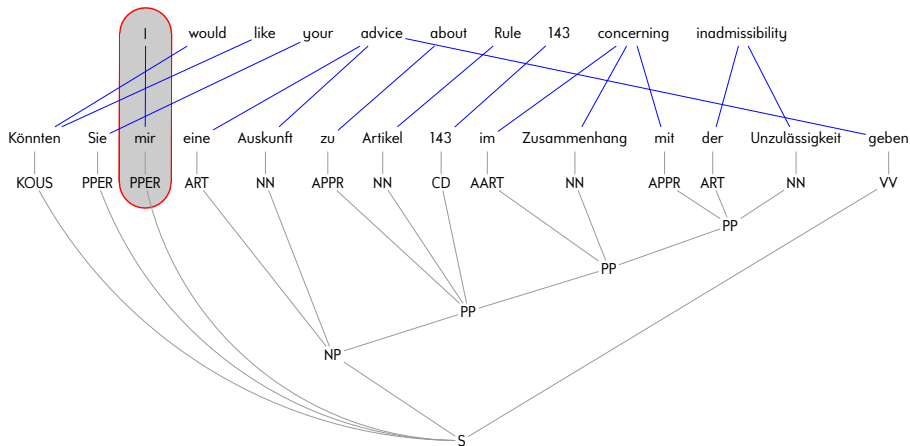 I would like your advice about Rule 143 concerning inadmissibility
Könnten Sie mir eine Auskunft zu Artikel 143 im Zusammenhang mit der Unzulässigkeit geben
KOUS PPER PPER ART NN APPR NN CD AART NN APPR ART NN VV
PP
PP
PP
NP
S